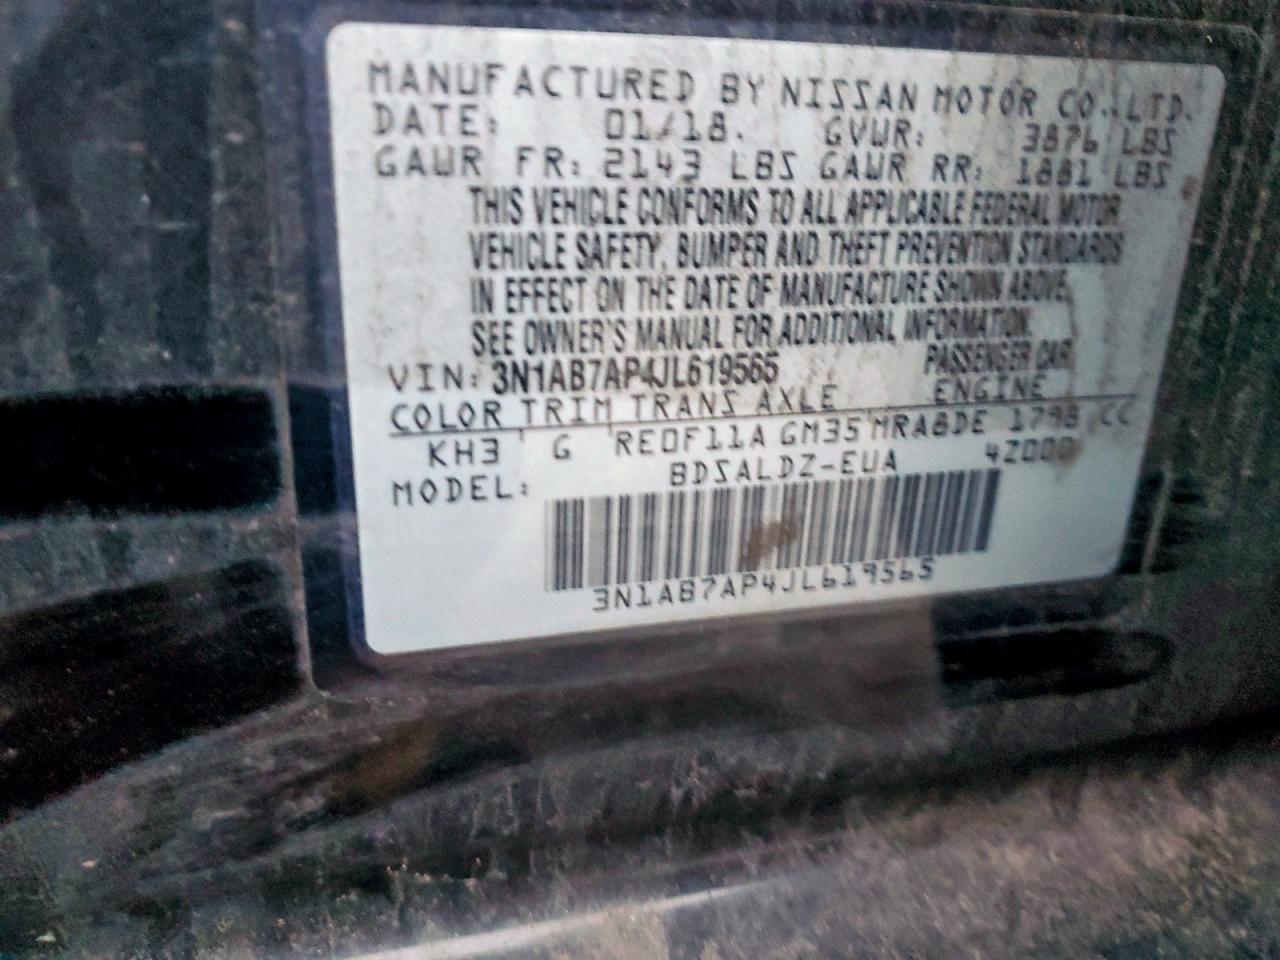 MANUFACTURED BY NISSAN MOTOR CO.,LTD.
DATE: 01/18. GVWR: 3876 LBS
GAWR FR: 2143 LBS GAWR RR: 1881 LBS
THIS VEHICLE CONFORMS TO ALL APPLICABLE FEDERAL MOTOR
VEHICLE SAFETY, BUMPER AND THEFT PREVENTION STANDARDS
IN EFFECT ON THE DATE OF MANUFACTURE SHOWN ABOVE.
SEE OWNER'S MANUAL FOR ADDITIONAL INFORMATION.
VIN: 3N1AB7AP4JL619565 PASSENGER CAR
COLOR TRIM TRANS AXLE ENGINE
KH3 G RE0F11A GM35 MRA8DE 1798 CC
MODEL: BDSALDZ-EUA 4Z000
3N1AB7AP4JL619565